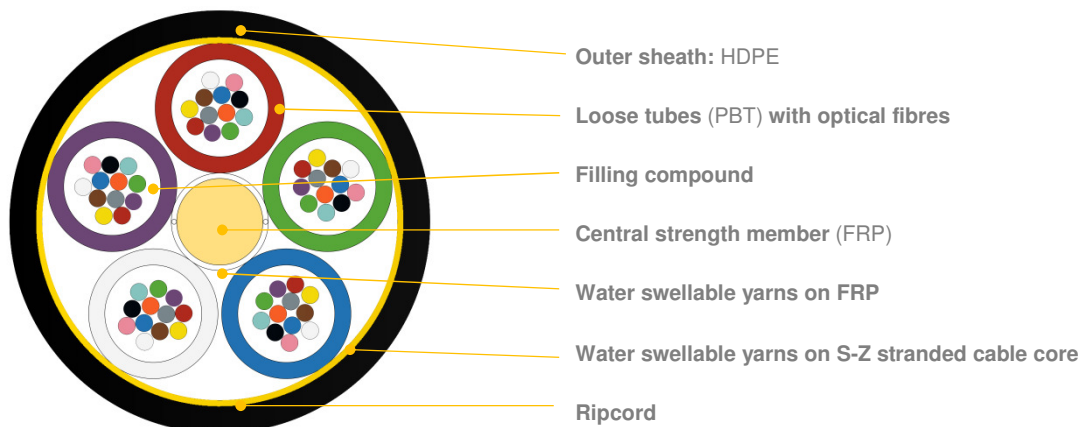 Outer sheath: HDPE
Loose tubes (PBT) with optical fibres
Filling compound
Central strength member (FRP)
Water swellable yarns on FRP
Water swellable yarns on S-Z stranded cable core
Ripcord